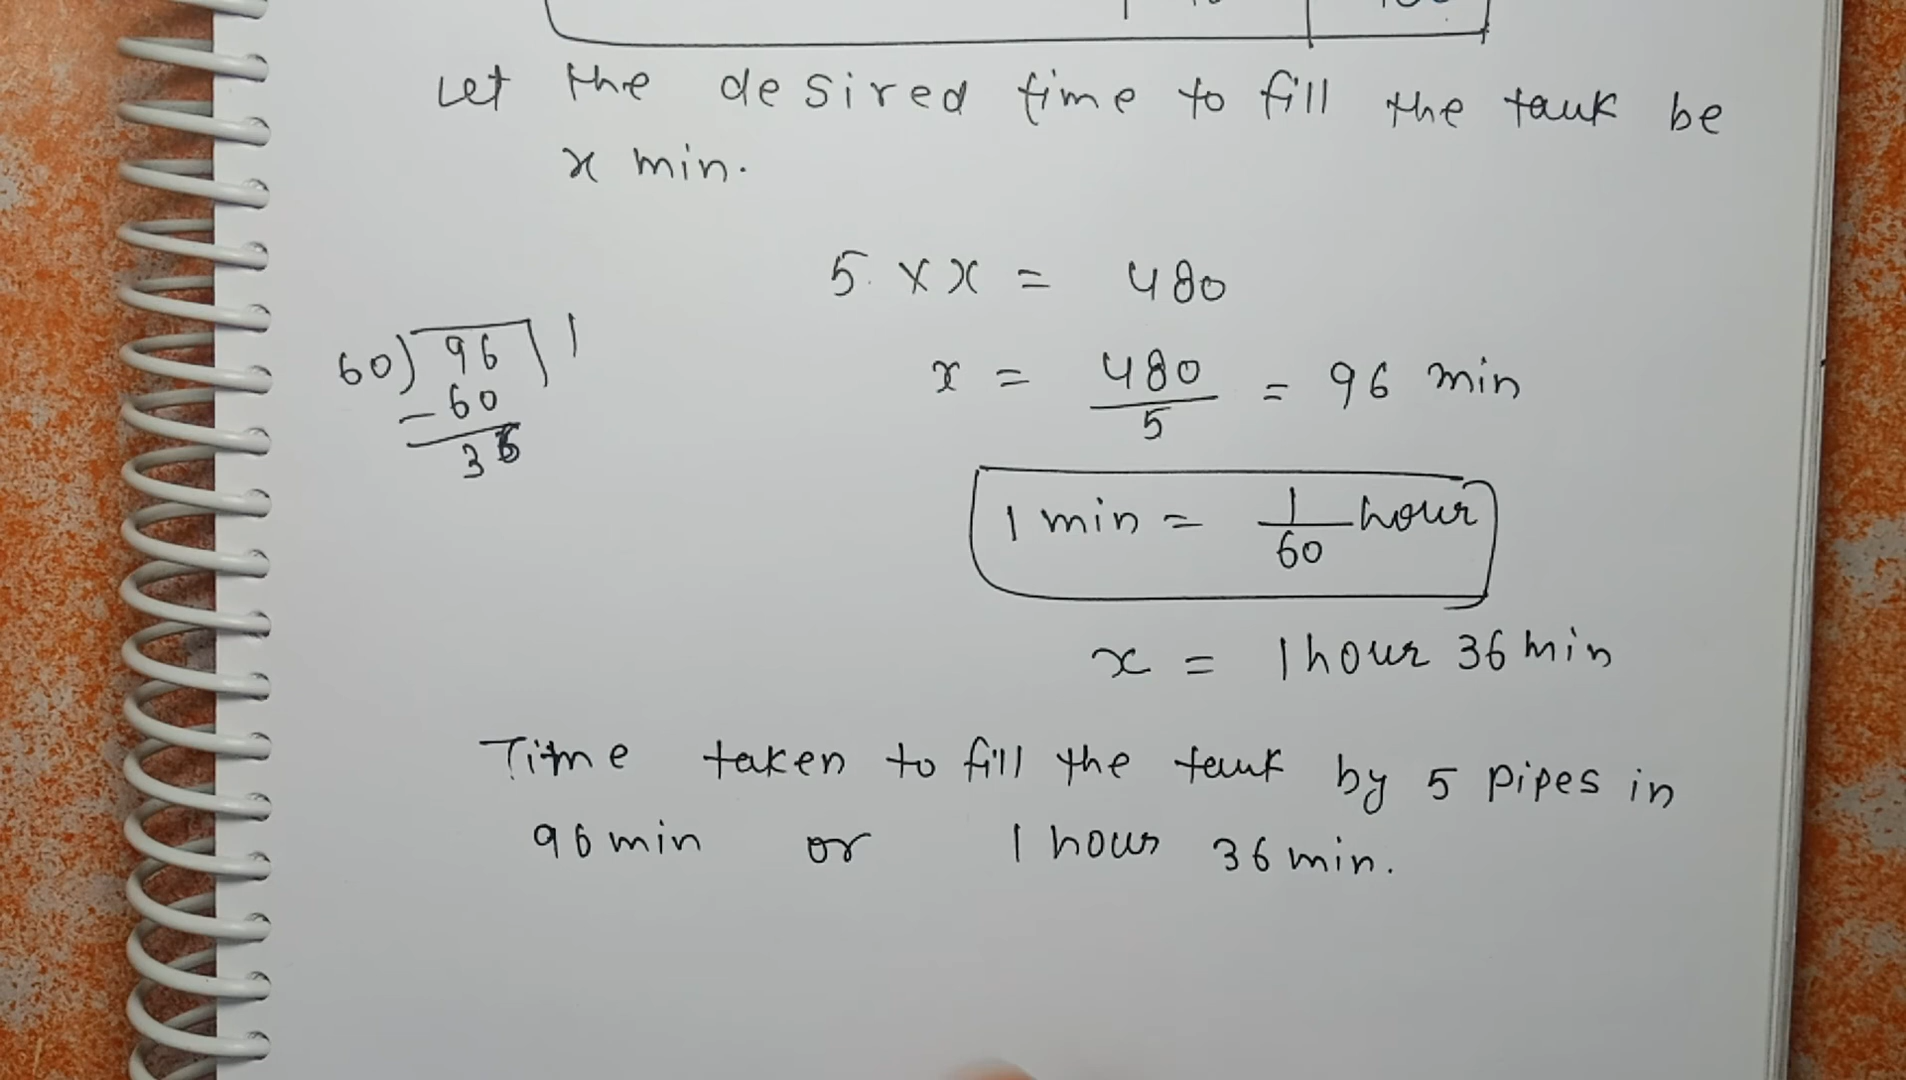 Let the desired time to fill the tank be
x min.
5 × x = 480
60) 96 ) 1
- 60
36
x = 480/5 = 96 min
1 min = 1/60 hour
x = 1 hour 36 min
Time taken to fill the tank by 5 pipes in
96 min or 1 hour 36 min.